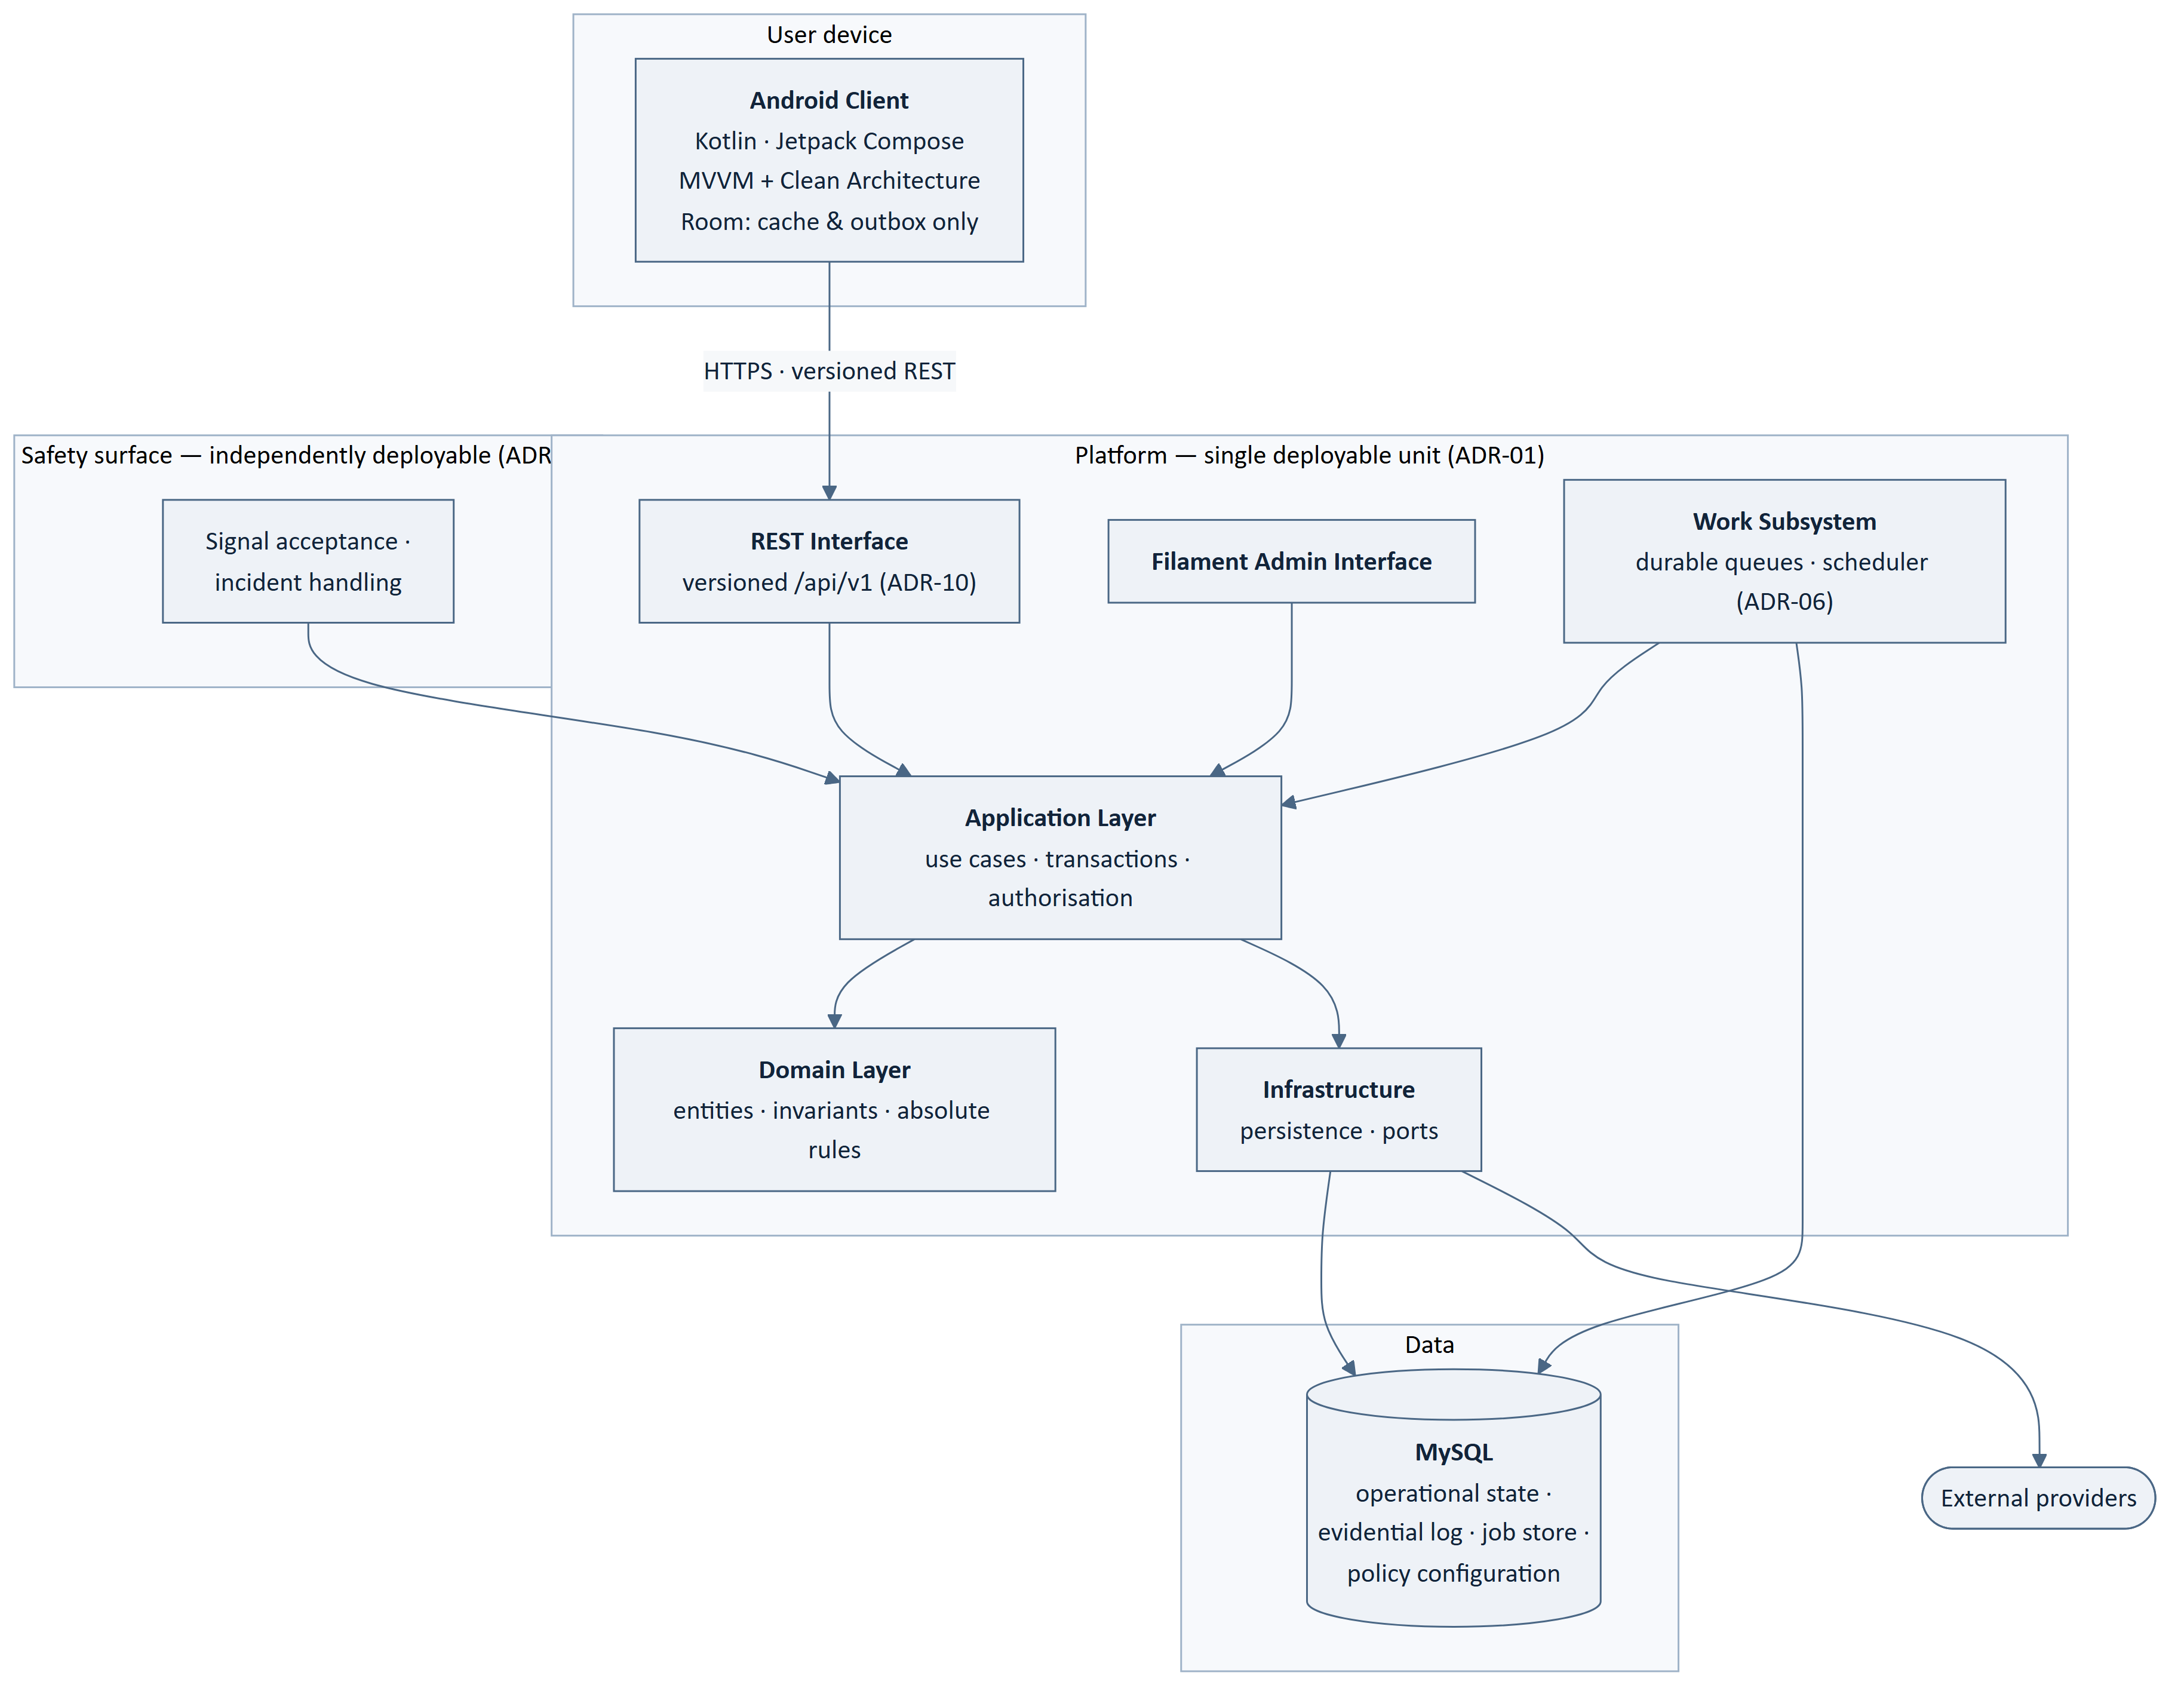 User device
Android Client
Kotlin · Jetpack Compose
MVVM + Clean Architecture
Room: cache & outbox only
HTTPS · versioned REST
Safety surface — independently deployable (ADR
Signal acceptance ·
incident handling
Platform — single deployable unit (ADR-01)
REST Interface
versioned /api/v1 (ADR-10)
Filament Admin Interface
Work Subsystem
durable queues · scheduler
(ADR-06)
Application Layer
use cases · transactions ·
authorisation
Domain Layer
entities · invariants · absolute
rules
Infrastructure
persistence · ports
Data
MySQL
operational state ·
evidential log · job store ·
policy configuration
External providers